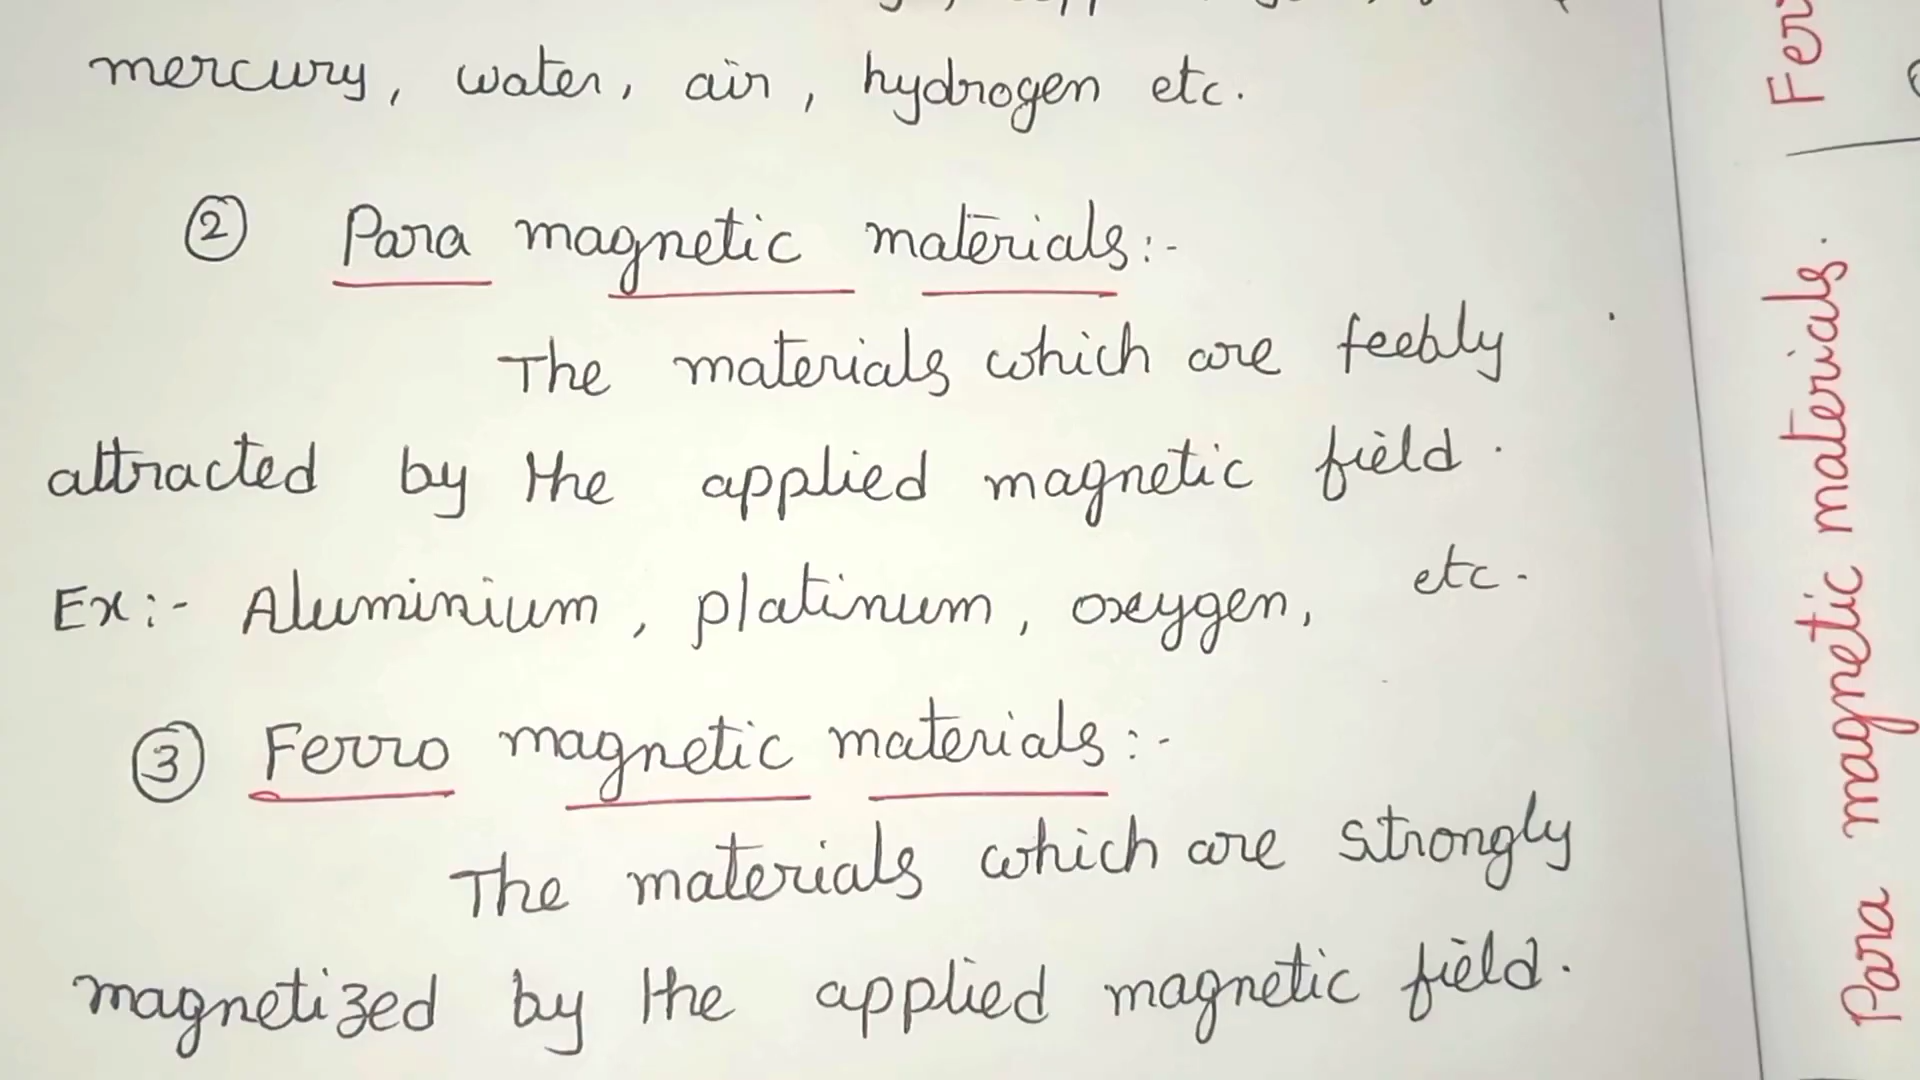 mercury, water, air, hydrogen etc.
② Para magnetic materials:-
The materials which are feebly
attracted by the applied magnetic field.
Ex:- Aluminium, platinum, oxygen, etc.
③ Ferro magnetic materials:-
The materials which are strongly
magnetized by the applied magnetic field.
Para magnetic materials.